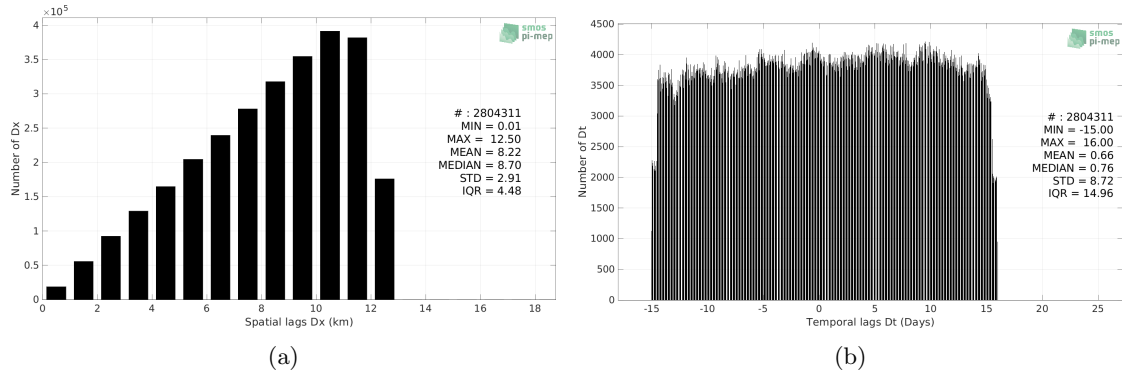 ×10⁵
4
3.5
3
2.5
2
1.5
1
0.5
0
Number of Dx
0 2 4 6 8 10 12 14 16 18
Spatial lags Dx (km)
smos
pi-mep
# : 2804311
MIN = 0.01
MAX = 12.50
MEAN = 8.22
MEDIAN = 8.70
STD = 2.91
IQR = 4.48
(a)
4500
4000
3500
3000
2500
2000
1500
1000
500
0
Number of Dt
-15 -10 -5 0 5 10 15 20 25
Temporal lags Dt (Days)
smos
pi-mep
# : 2804311
MIN = -15.00
MAX = 16.00
MEAN = 0.66
MEDIAN = 0.76
STD = 8.72
IQR = 14.96
(b)